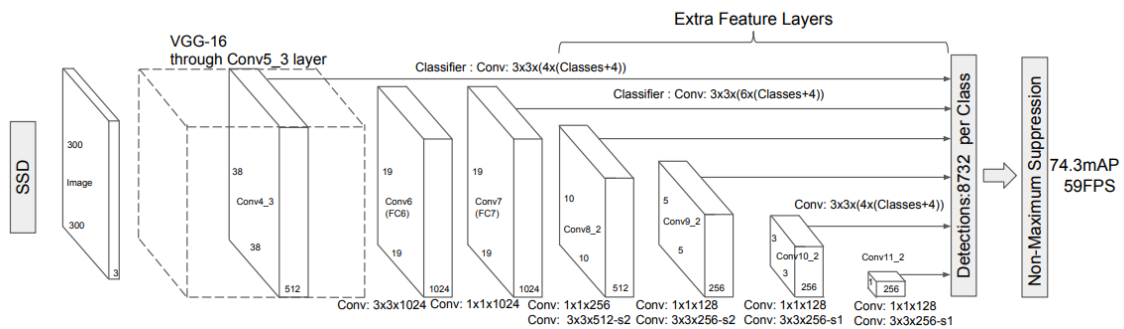 Extra Feature Layers
VGG-16
through Conv5_3 layer
Classifier : Conv: 3x3x(4x(Classes+4))
Classifier : Conv: 3x3x(6x(Classes+4))
SSD
300
Image
300
3
38
Conv4_3
38
512
19
Conv6
(FC6)
19
1024
19
Conv7
(FC7)
19
1024
10
Conv8_2
10
512
5
Conv9_2
5
256
Conv: 3x3x(4x(Classes+4))
3
Conv10_2
3
256
Conv11_2
1
256
Detections:8732 per Class
Non-Maximum Suppression
74.3mAP
59FPS
Conv: 3x3x1024
Conv: 1x1x1024
Conv: 1x1x256
Conv: 3x3x512-s2
Conv: 1x1x128
Conv: 3x3x256-s2
Conv: 1x1x128
Conv: 3x3x256-s1
Conv: 1x1x128
Conv: 3x3x256-s1